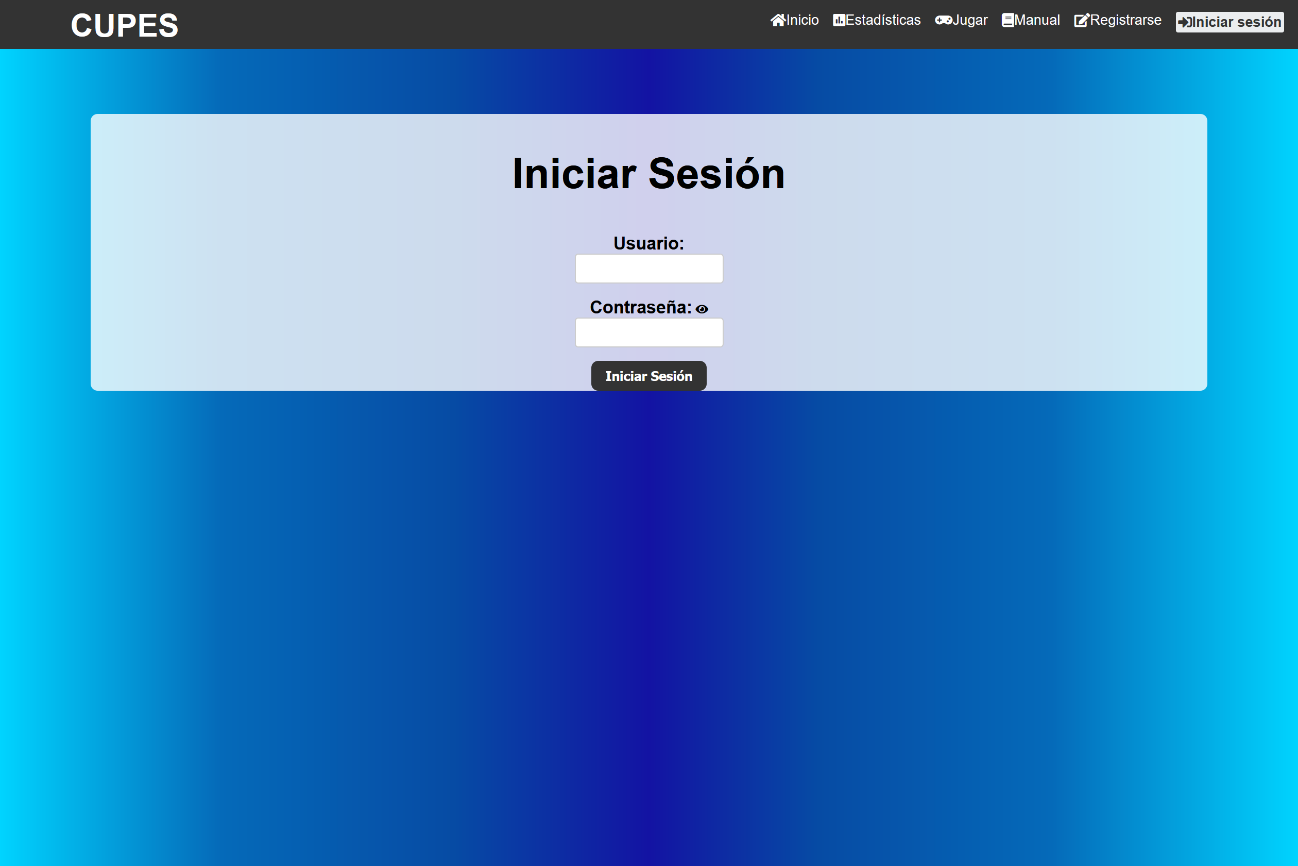 CUPES
Inicio Estadísticas Jugar Manual Registrarse Iniciar sesión
Iniciar Sesión
Usuario:
Contraseña:
Iniciar Sesión